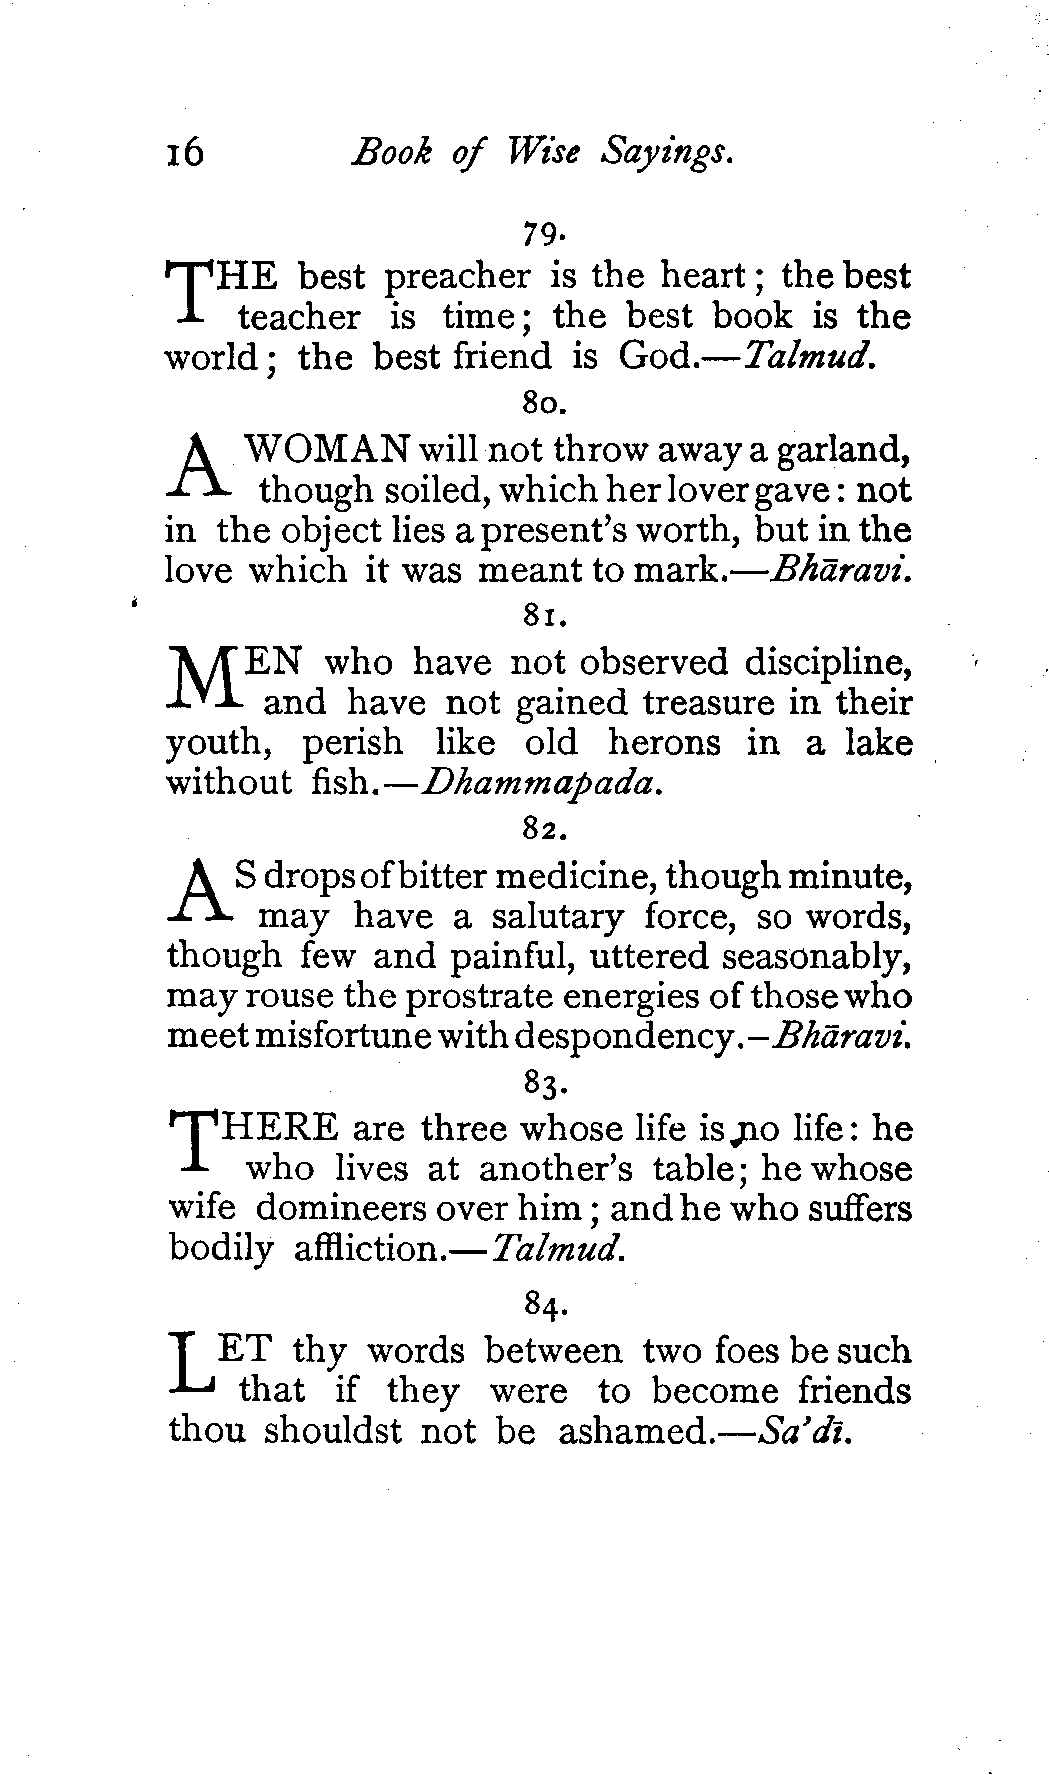 16 Book of Wise Sayings.
79.
THE best preacher is the heart; the best
teacher is time; the best book is the
world; the best friend is God.—Talmud.
80.
A WOMAN will not throw away a garland,
though soiled, which her lover gave: not
in the object lies a present's worth, but in the
love which it was meant to mark.—Bhāravi.
81.
MEN who have not observed discipline,
and have not gained treasure in their
youth, perish like old herons in a lake
without fish.—Dhammapada.
82.
AS drops of bitter medicine, though minute,
may have a salutary force, so words,
though few and painful, uttered seasonably,
may rouse the prostrate energies of those who
meet misfortune with despondency.—Bhāravi.
83.
THERE are three whose life is no life: he
who lives at another's table; he whose
wife domineers over him; and he who suffers
bodily affliction.—Talmud.
84.
LET thy words between two foes be such
that if they were to become friends
thou shouldst not be ashamed.—Sa'dī.